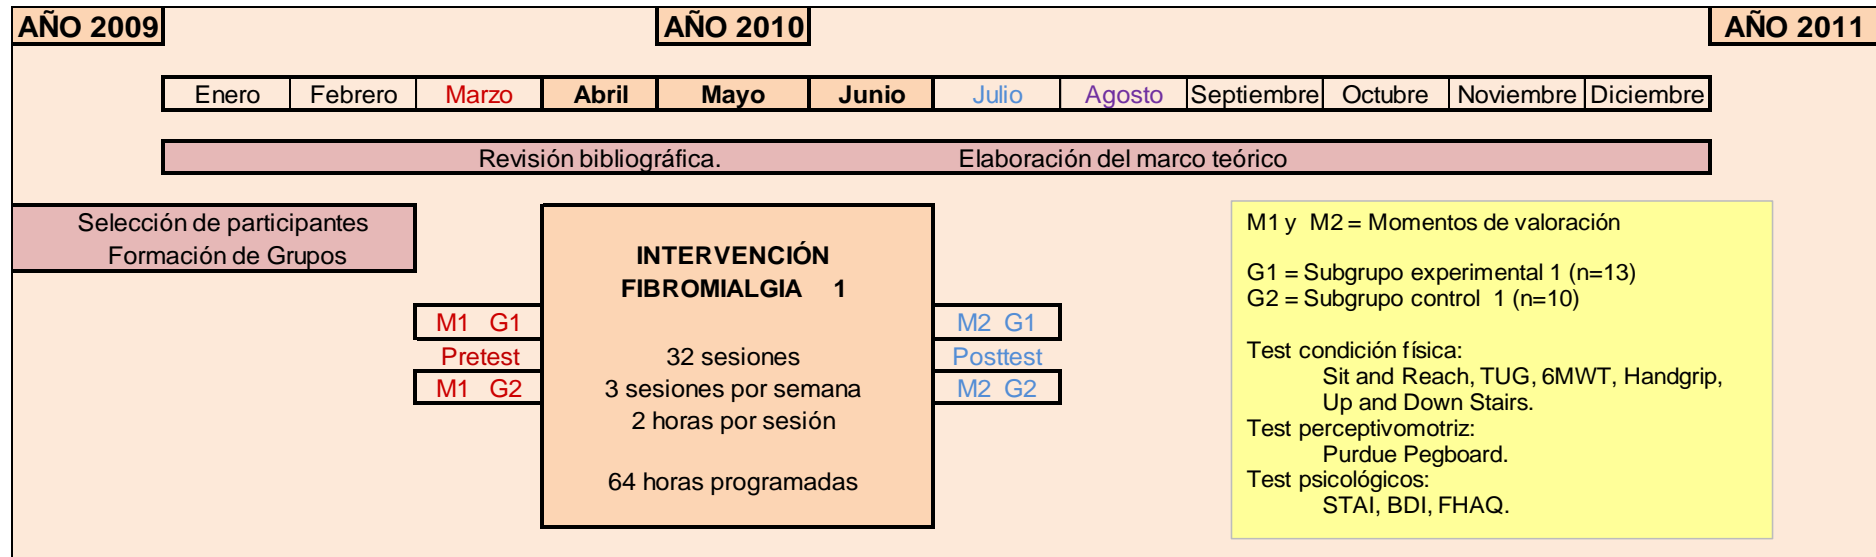 AÑO 2009 AÑO 2010 AÑO 2011
Enero Febrero Marzo Abril Mayo Junio Julio Agosto Septiembre Octubre Noviembre Diciembre
Revisión bibliográfica. Elaboración del marco teórico
Selección de participantes
Formación de Grupos
M1 G1
Pretest
M1 G2
INTERVENCIÓN
FIBROMIALGIA 1
32 sesiones
3 sesiones por semana
2 horas por sesión
64 horas programadas
M2 G1
Posttest
M2 G2
M1 y M2 = Momentos de valoración
G1 = Subgrupo experimental 1 (n=13)
G2 = Subgrupo control 1 (n=10)
Test condición física:
Sit and Reach, TUG, 6MWT, Handgrip,
Up and Down Stairs.
Test perceptivomotriz:
Purdue Pegboard.
Test psicológicos:
STAI, BDI, FHAQ.